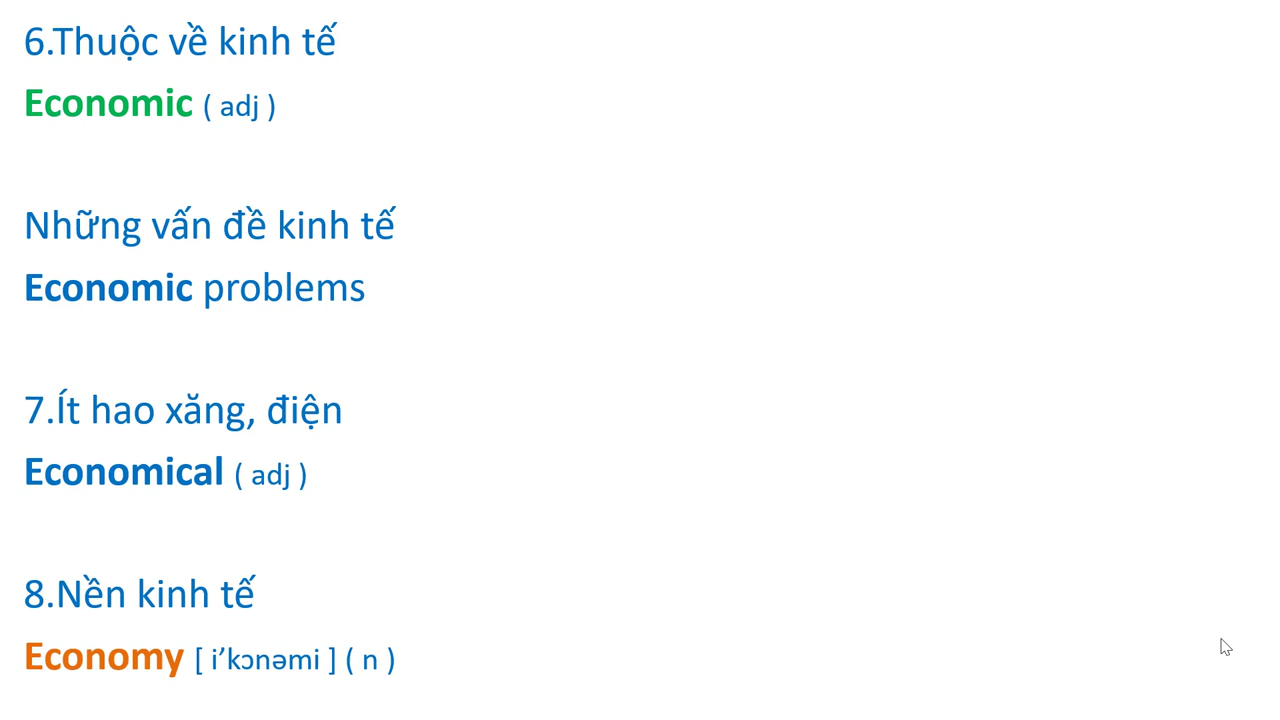 6.Thuộc về kinh tế
Economic ( adj )
Những vấn đề kinh tế
Economic problems
7.Ít hao xăng, điện
Economical ( adj )
8.Nền kinh tế
Economy [ i’kɔnəmi ] ( n )